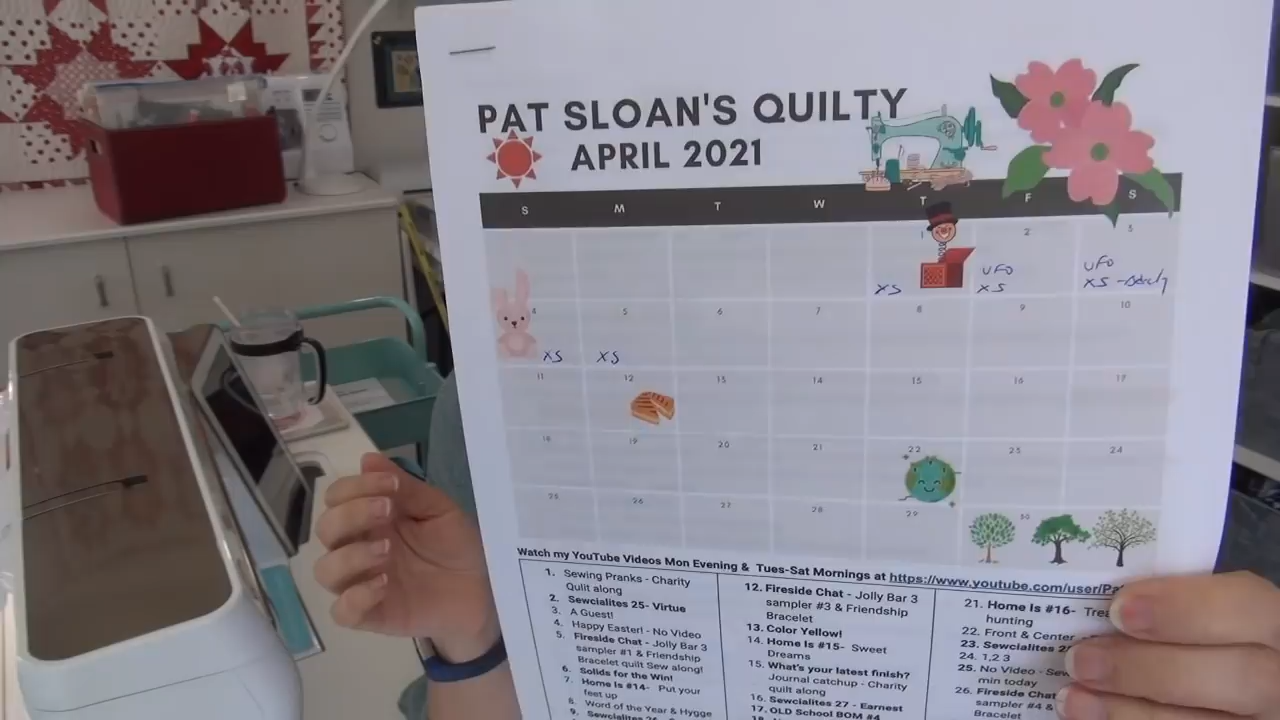 PAT SLOAN'S QUILTY
APRIL 2021
S M T W T F S
1 2 3
XS UFO UFO
XS XS
4 5 6 7 8 9 10
XS XS
11 12 13 14 15 16 17
18 19 20 21 22 23 24
25 26 27 28 29 30
Watch my YouTube Videos Mon Evening & Tues-Sat Mornings at https://www.youtube.com/user/Pa
1. Sewing Pranks - Charity
Quilt along
2. Sewcialites 25- Virtue
3. A Guest!
4. Happy Easter! - No Video
5. Fireside Chat - Jolly Bar 3
sampler #1 & Friendship
Bracelet quilt Sew along!
6. Solids for the Win!
7. Home Is #14- Put your
feet up
8. Word of the Year & Hygge
9. Sewcialites 26
12. Fireside Chat - Jolly Bar 3
sampler #3 & Friendship
Bracelet
13. Color Yellow!
14. Home Is #15- Sweet
Dreams
15. What's your latest finish?
Journal catchup - Charity
quilt along
16. Sewcialites 27 - Earnest
17. OLD School BOM #4
21. Home Is #16- Trea
hunting
22. Front & Center
23. Sewcialites
24. 1,2 3
25. No Video - Sew
min today
26. Fireside Chat
sampler #4 &
Bracelet